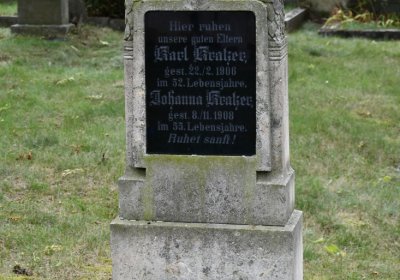 Hier ruhen
unsere guten Eltern
Karl Kratzer,
gest. 22./2. 1906
im 52. Lebensjahre.
Johanna Kratzer,
gest. 8./11. 1908
im 55. Lebensjahre.
Ruhet sanft!